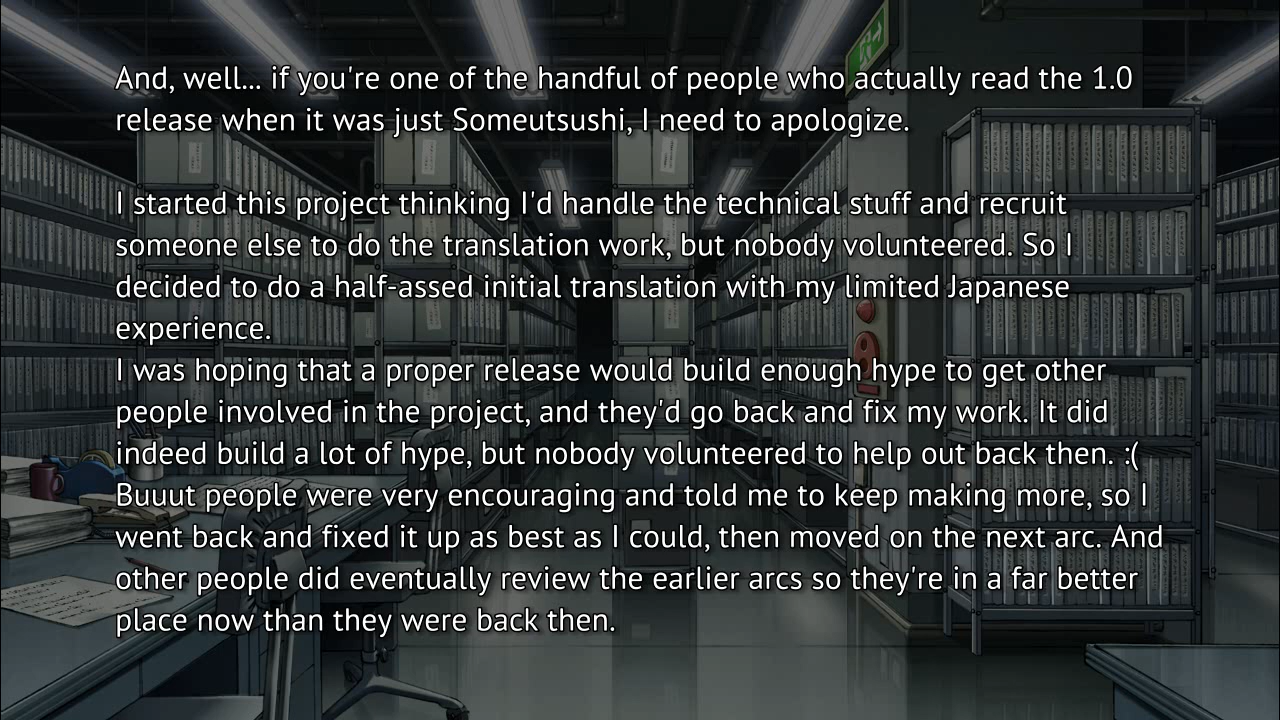 And, well... if you're one of the handful of people who actually read the 1.0
release when it was just Someutsushi, I need to apologize.
I started this project thinking I'd handle the technical stuff and recruit
someone else to do the translation work, but nobody volunteered. So I
decided to do a half-assed initial translation with my limited Japanese
experience.
I was hoping that a proper release would build enough hype to get other
people involved in the project, and they'd go back and fix my work. It did
indeed build a lot of hype, but nobody volunteered to help out back then. :(
Buuut people were very encouraging and told me to keep making more, so I
went back and fixed it up as best as I could, then moved on the next arc. And
other people did eventually review the earlier arcs so they're in a far better
place now than they were back then.